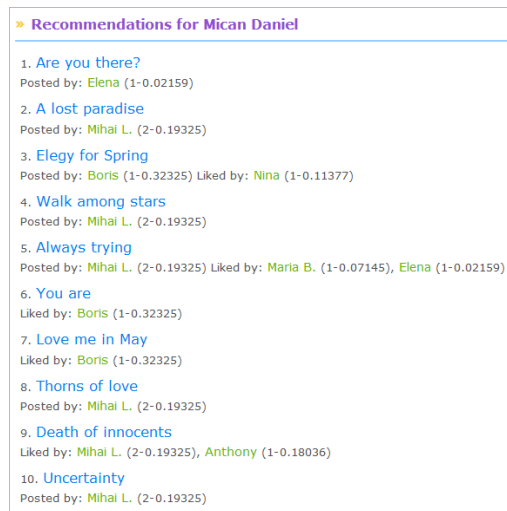 » Recommendations for Mican Daniel
1. Are you there?
Posted by: Elena (1-0.02159)
2. A lost paradise
Posted by: Mihai L. (2-0.19325)
3. Elegy for Spring
Posted by: Boris (1-0.32325) Liked by: Nina (1-0.11377)
4. Walk among stars
Posted by: Mihai L. (2-0.19325)
5. Always trying
Posted by: Mihai L. (2-0.19325) Liked by: Maria B. (1-0.07145), Elena (1-0.02159)
6. You are
Liked by: Boris (1-0.32325)
7. Love me in May
Liked by: Boris (1-0.32325)
8. Thorns of love
Posted by: Mihai L. (2-0.19325)
9. Death of innocents
Liked by: Mihai L. (2-0.19325), Anthony (1-0.18036)
10. Uncertainty
Posted by: Mihai L. (2-0.19325)